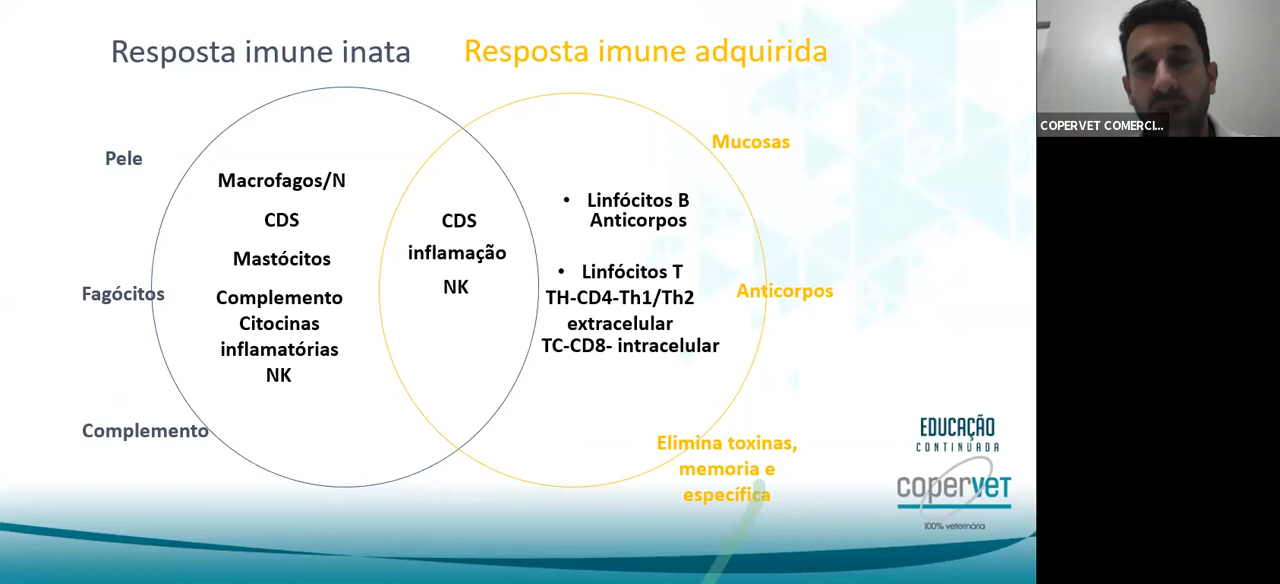 Resposta imune inata
Resposta imune adquirida
COPERVET COMERCI...
Pele
Fagócitos
Complemento
Macrofagos/N
CDS
Mastócitos
Complemento
Citocinas
inflamatórias
NK
CDS
inflamação
NK
• Linfócitos B
Anticorpos
• Linfócitos T
TH-CD4-Th1/Th2
extracelular
TC-CD8- intracelular
Mucosas
Anticorpos
Elimina toxinas,
memoria e
específica
EDUCAÇÃO
CONTINUADA
copervet
100% veterinária